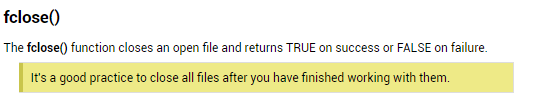 fclose()
The fclose() function closes an open file and returns TRUE on success or FALSE on failure.
It's a good practice to close all files after you have finished working with them.